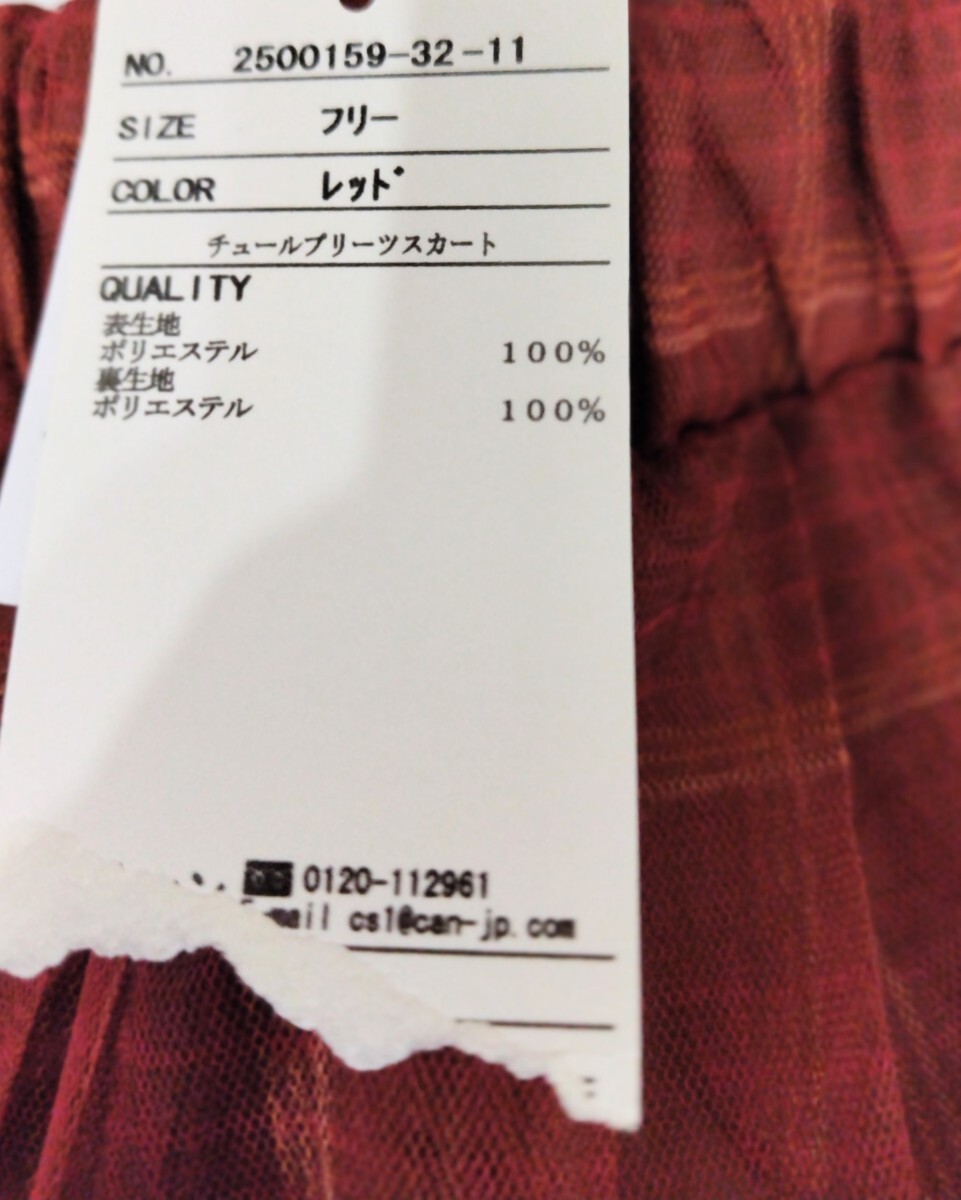 NO. 2500159-32-11
SIZE フリー
COLOR レッド
チュールプリーツスカート
QUALITY
表生地
ポリエステル 100%
裏生地
ポリエステル 100%
0120-112961
E-mail cs1@can-jp.com